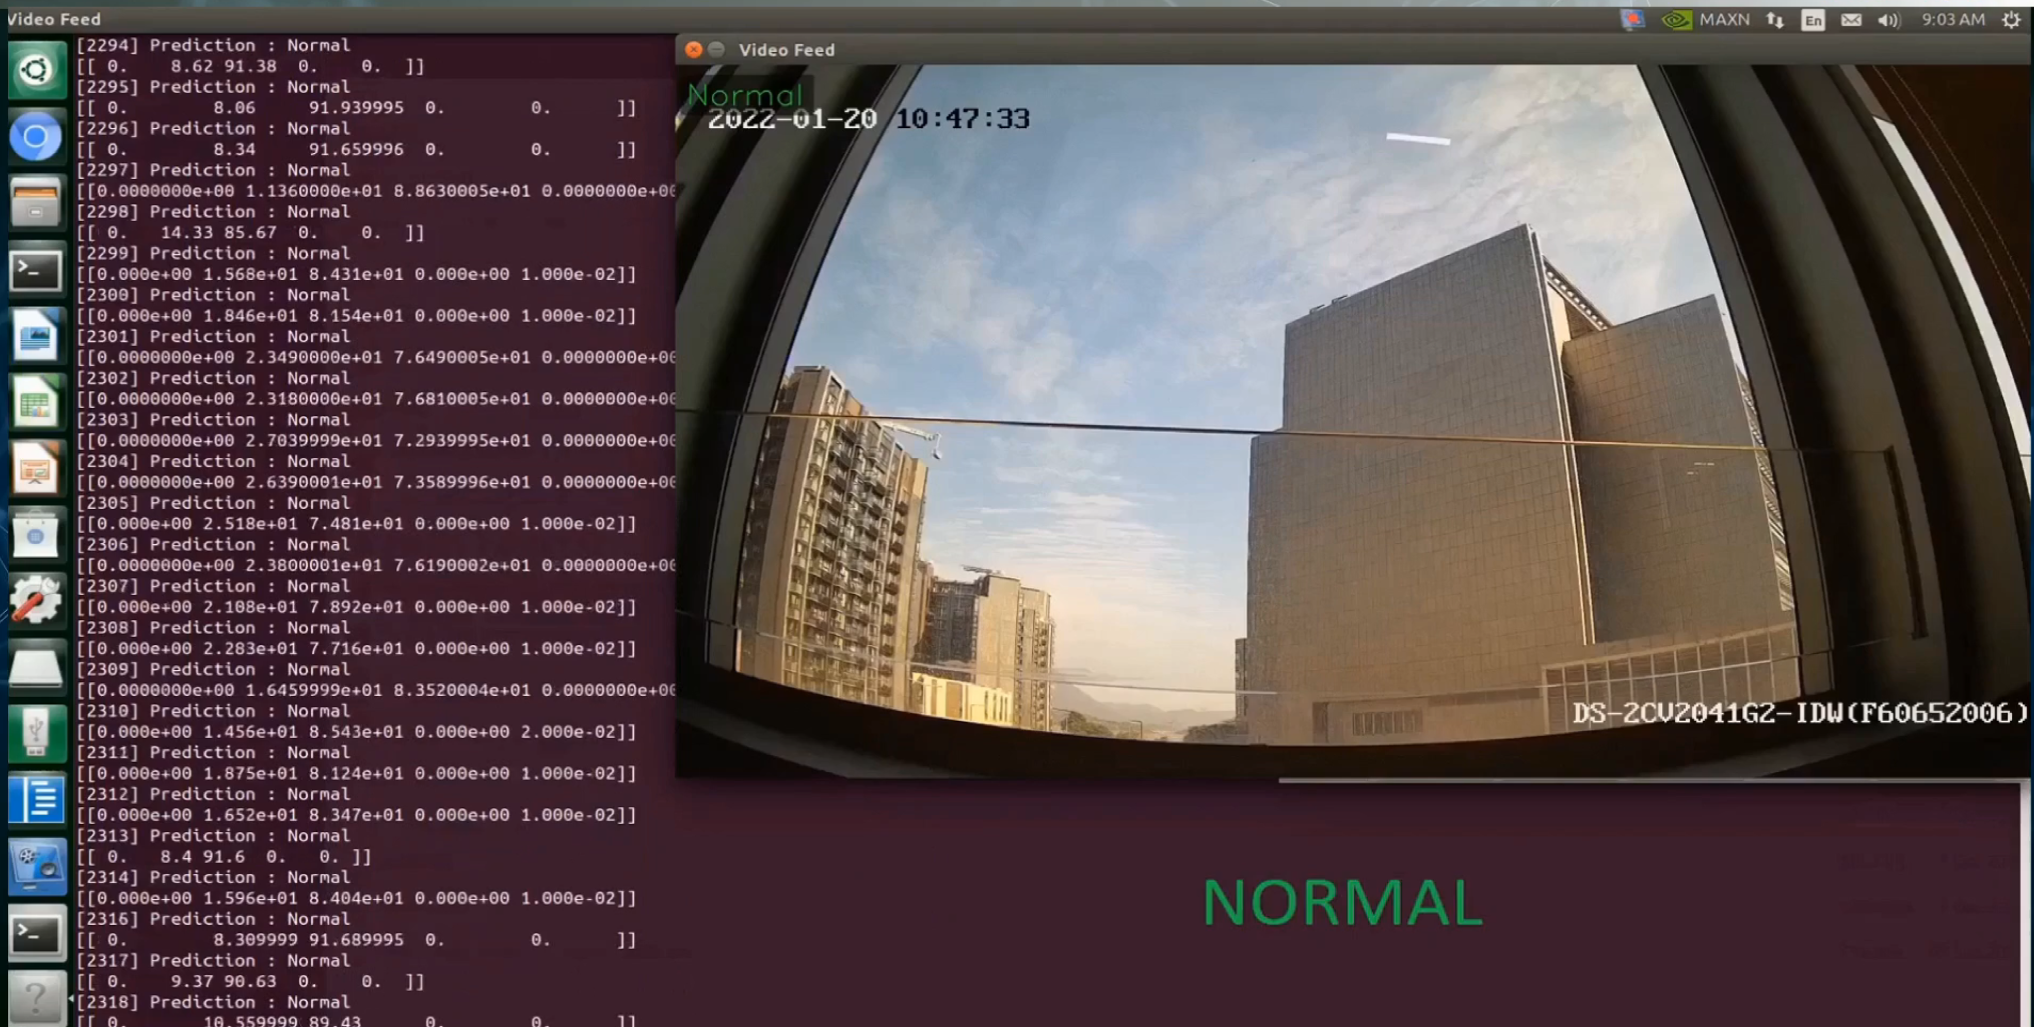 Video Feed
MAXN En 9:03 AM
[2294] Prediction : Normal
[[ 0. 8.62 91.38 0. 0. ]]
[2295] Prediction : Normal
[[ 0. 8.06 91.939995 0. 0. ]]
[2296] Prediction : Normal
[[ 0. 8.34 91.659996 0. 0. ]]
[2297] Prediction : Normal
[[0.0000000e+00 1.1360000e+01 8.8630005e+01 0.0000000e+00
[2298] Prediction : Normal
[[ 0. 14.33 85.67 0. 0. ]]
[2299] Prediction : Normal
[[0.000e+00 1.568e+01 8.431e+01 0.000e+00 1.000e-02]]
[2300] Prediction : Normal
[[0.000e+00 1.846e+01 8.154e+01 0.000e+00 1.000e-02]]
[2301] Prediction : Normal
[[0.0000000e+00 2.3490000e+01 7.6490005e+01 0.0000000e+00
[2302] Prediction : Normal
[[0.0000000e+00 2.3180000e+01 7.6810005e+01 0.0000000e+00
[2303] Prediction : Normal
[[0.0000000e+00 2.7039999e+01 7.2939995e+01 0.0000000e+00
[2304] Prediction : Normal
[[0.0000000e+00 2.6390001e+01 7.3589996e+01 0.0000000e+00
[2305] Prediction : Normal
[[0.000e+00 2.518e+01 7.481e+01 0.000e+00 1.000e-02]]
[2306] Prediction : Normal
[[0.0000000e+00 2.3800001e+01 7.6190002e+01 0.0000000e+00
[2307] Prediction : Normal
[[0.000e+00 2.108e+01 7.892e+01 0.000e+00 1.000e-02]]
[2308] Prediction : Normal
[[0.000e+00 2.283e+01 7.716e+01 0.000e+00 1.000e-02]]
[2309] Prediction : Normal
[[0.0000000e+00 1.6459999e+01 8.3520004e+01 0.0000000e+00
[2310] Prediction : Normal
[[0.000e+00 1.456e+01 8.543e+01 0.000e+00 2.000e-02]]
[2311] Prediction : Normal
[[0.000e+00 1.875e+01 8.124e+01 0.000e+00 1.000e-02]]
[2312] Prediction : Normal
[[0.000e+00 1.652e+01 8.347e+01 0.000e+00 1.000e-02]]
[2313] Prediction : Normal
[[ 0. 8.4 91.6 0. 0. ]]
[2314] Prediction : Normal
[[0.000e+00 1.596e+01 8.404e+01 0.000e+00 1.000e-02]]
[2316] Prediction : Normal
[[ 0. 8.309999 91.689995 0. 0. ]]
[2317] Prediction : Normal
[[ 0. 9.37 90.63 0. 0. ]]
[2318] Prediction : Normal
[[ 0. 10.559999 89.43 0. 0. ]]
Video Feed
Normal
2022-01-20 10:47:33
DS-2CV2041G2-IDW(F60652006)
NORMAL